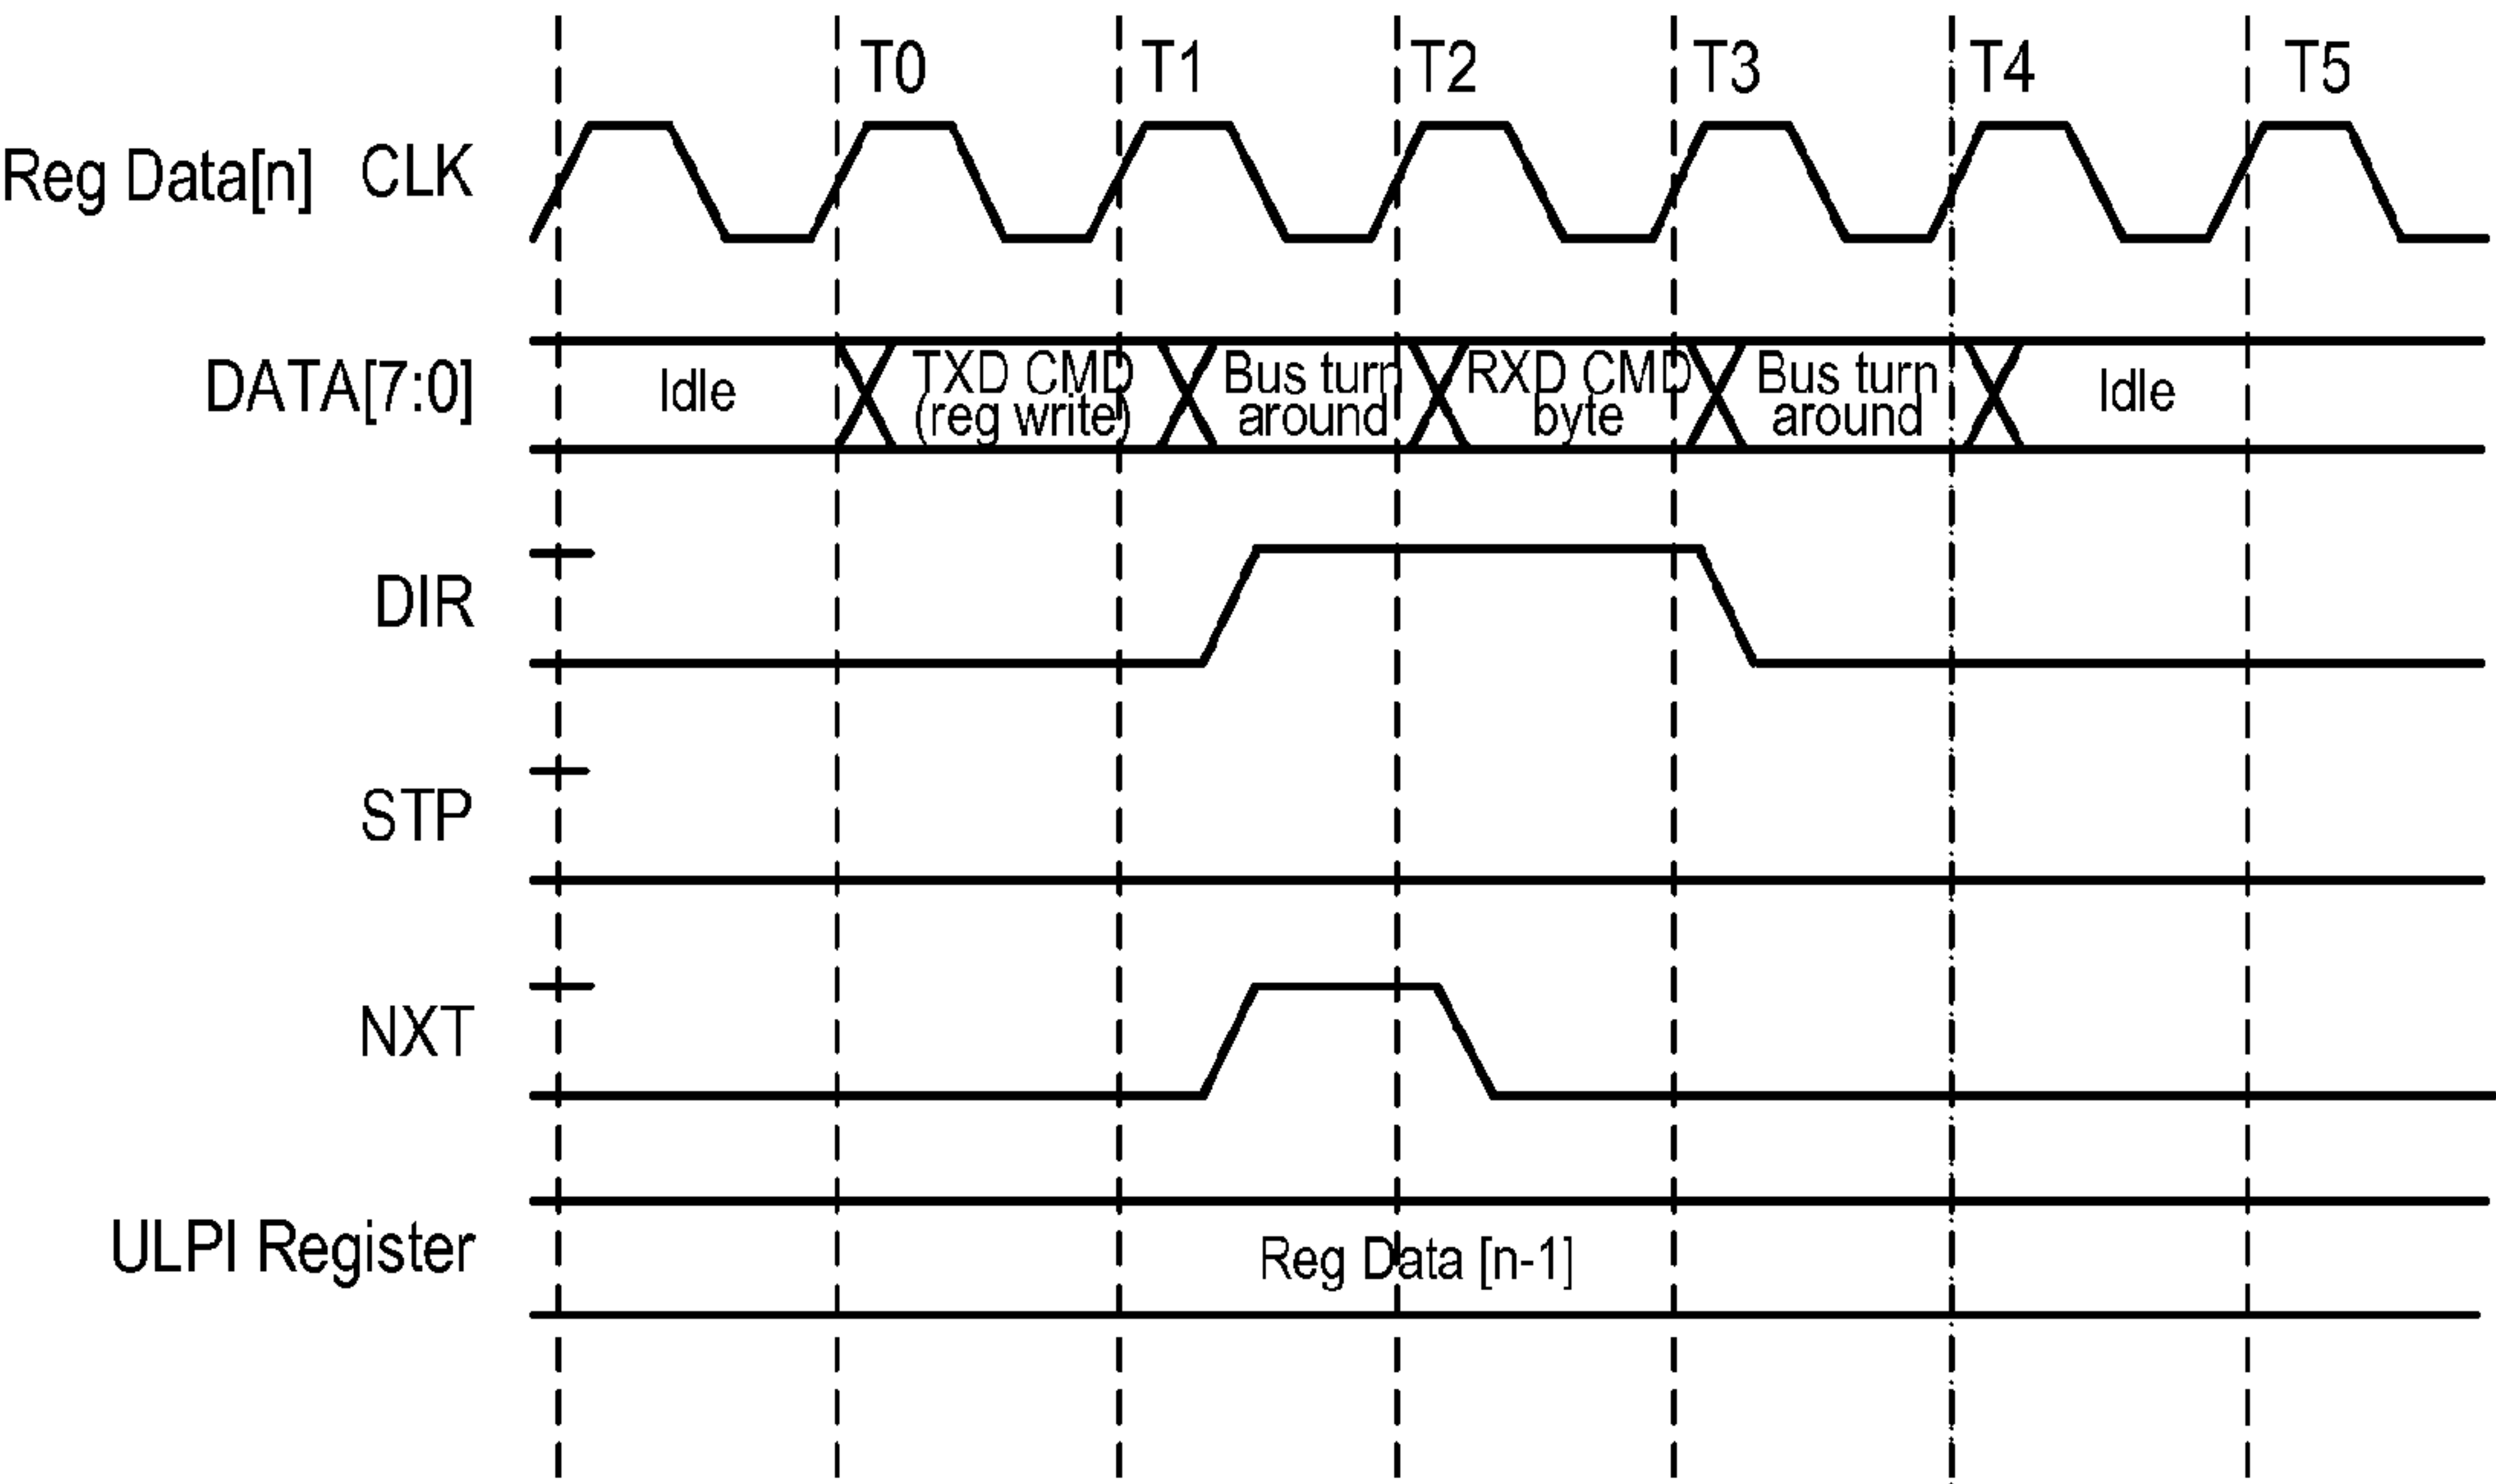 T0 T1 T2 T3 T4 T5
Reg Data[n] CLK
DATA[7:0]
Idle
TXD CMD
(reg write)
Bus turn
around
RXD CMD
byte
Bus turn
around
Idle
DIR
STP
NXT
ULPI Register
Reg Data [n-1]